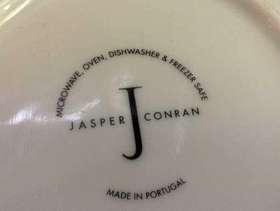 MICROWAVE, OVEN, DISHWASHER & FREEZER SAFE
J
JASPER CONRAN
MADE IN PORTUGAL